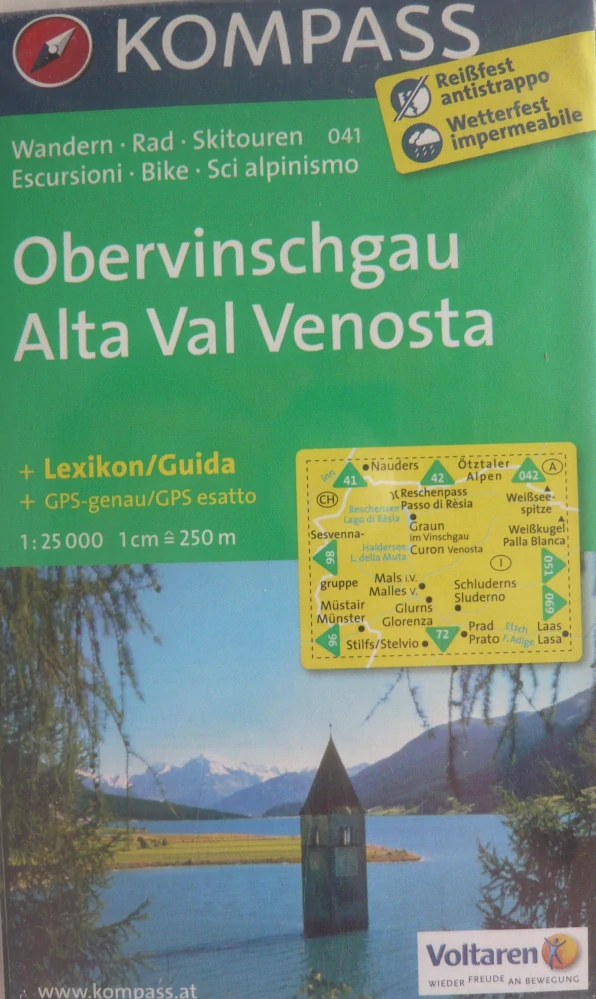 KOMPASS
Reißfest
antistrappo
Wetterfest
impermeabile
Wandern · Rad · Skitouren 041
Escursioni · Bike · Sci alpinismo
Obervinschgau
Alta Val Venosta
+ Lexikon/Guida
+ GPS-genau/GPS esatto
1:25 000 1 cm ≙ 250 m
Inn
41
Nauders
42
Ötztaler
Alpen
042
A
CH
Reschenpass
Passo di Rèsia
Weißsee-
spitze
Reschensee
Lago di Rèsia
Graun
im Vinschgau
Curon Venosta
Weißkugel
Palla Bianca
Sesvenna-
gruppe
Haidersee
L. della Muta
98
I
051
Mals i.V.
Malles v.
Schluderns
Sluderno
069
Müstair
Münster
Glurns
Glorenza
96
Stilfs/Stelvio
72
Prad
Prato
Etsch
F. Adige
Laas
Lasa
www.kompass.at
Voltaren
WIEDER FREUDE AN BEWEGUNG